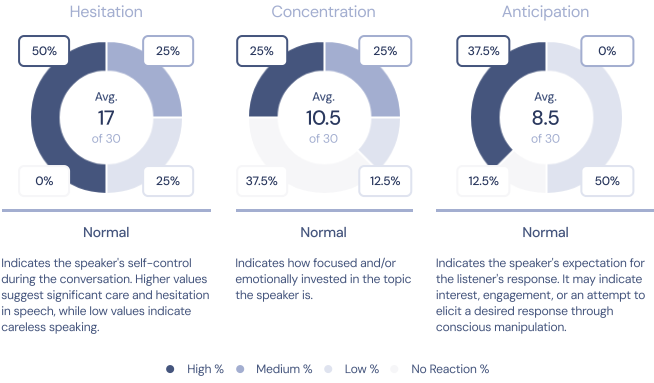 Hesitation
50%
25%
Avg.
17
of 30
0%
25%
Normal
Indicates the speaker's self-control
during the conversation. Higher values
suggest significant care and hesitation
in speech, while low values indicate
careless speaking.
Concentration
25%
25%
Avg.
10.5
of 30
37.5%
12.5%
Normal
Indicates how focused and/or
emotionally invested in the topic
the speaker is.
Anticipation
37.5%
0%
Avg.
8.5
of 30
12.5%
50%
Normal
Indicates the speaker's expectation for
the listener's response. It may indicate
interest, engagement, or an attempt to
elicit a desired response through
conscious manipulation.
High % Medium % Low % No Reaction %